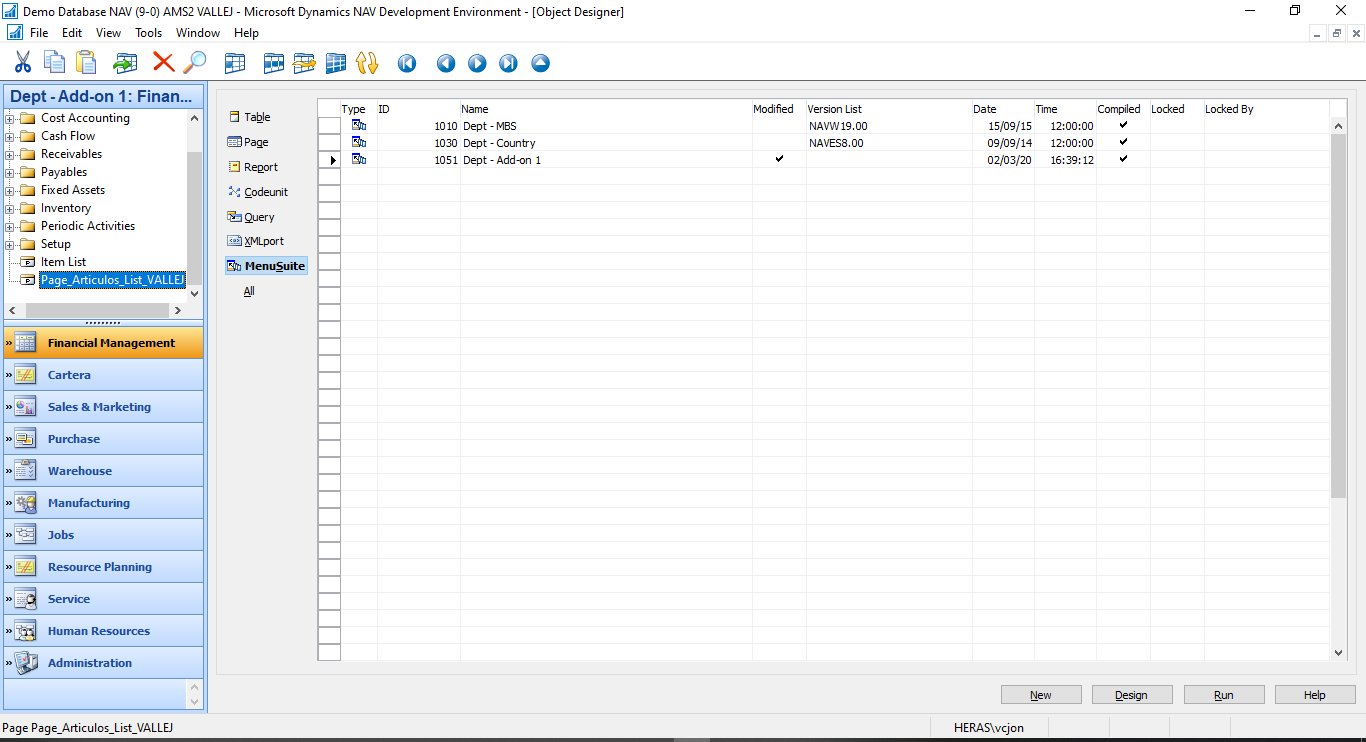 Demo Database NAV (9-0) AMS2 VALLEJ - Microsoft Dynamics NAV Development Environment - [Object Designer]
File Edit View Tools Window Help
Dept - Add-on 1: Finan...
Cost Accounting
Cash Flow
Receivables
Payables
Fixed Assets
Inventory
Periodic Activities
Setup
Item List
Page_Articulos_List_VALLEJ
Financial Management
Cartera
Sales & Marketing
Purchase
Warehouse
Manufacturing
Jobs
Resource Planning
Service
Human Resources
Administration
Table
Page
Report
Codeunit
Query
XMLport
MenuSuite
All
Type ID Name Modified Version List Date Time Compiled Locked Locked By
1010 Dept - MBS NAVW19.00 15/09/15 12:00:00
1030 Dept - Country NAVES8.00 09/09/14 12:00:00
1051 Dept - Add-on 1 02/03/20 16:39:12
New Design Run Help
Page Page_Articulos_List_VALLEJ HERAS\vcjon